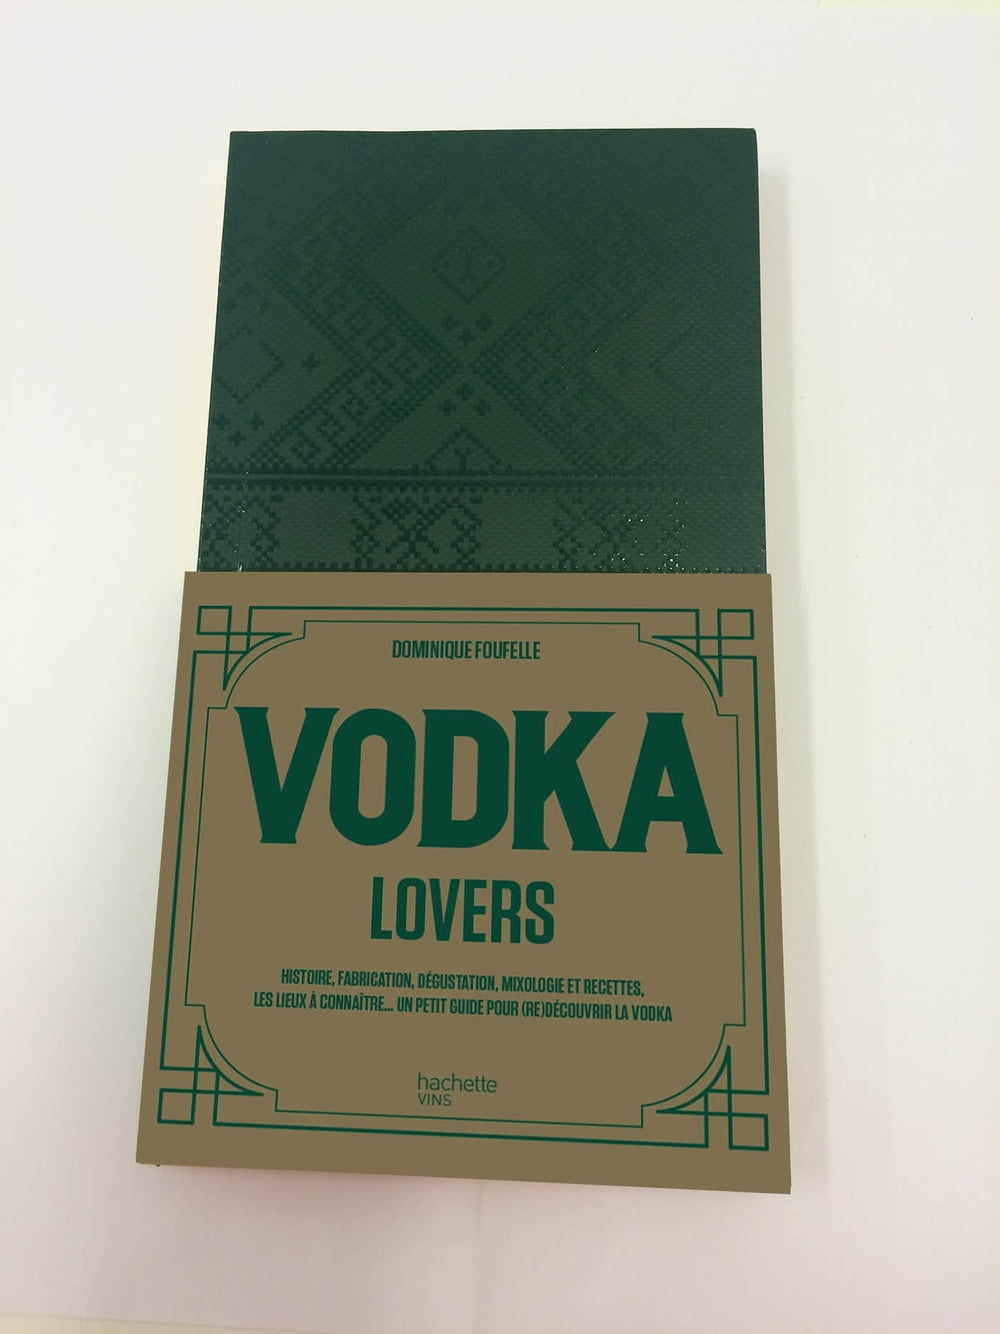 DOMINIQUE FOUFELLE
VODKA
LOVERS
HISTOIRE, FABRICATION, DÉGUSTATION, MIXOLOGIE ET RECETTES,
LES LIEUX À CONNAÎTRE... UN PETIT GUIDE POUR (RE)DÉCOUVRIR LA VODKA
hachette
VINS